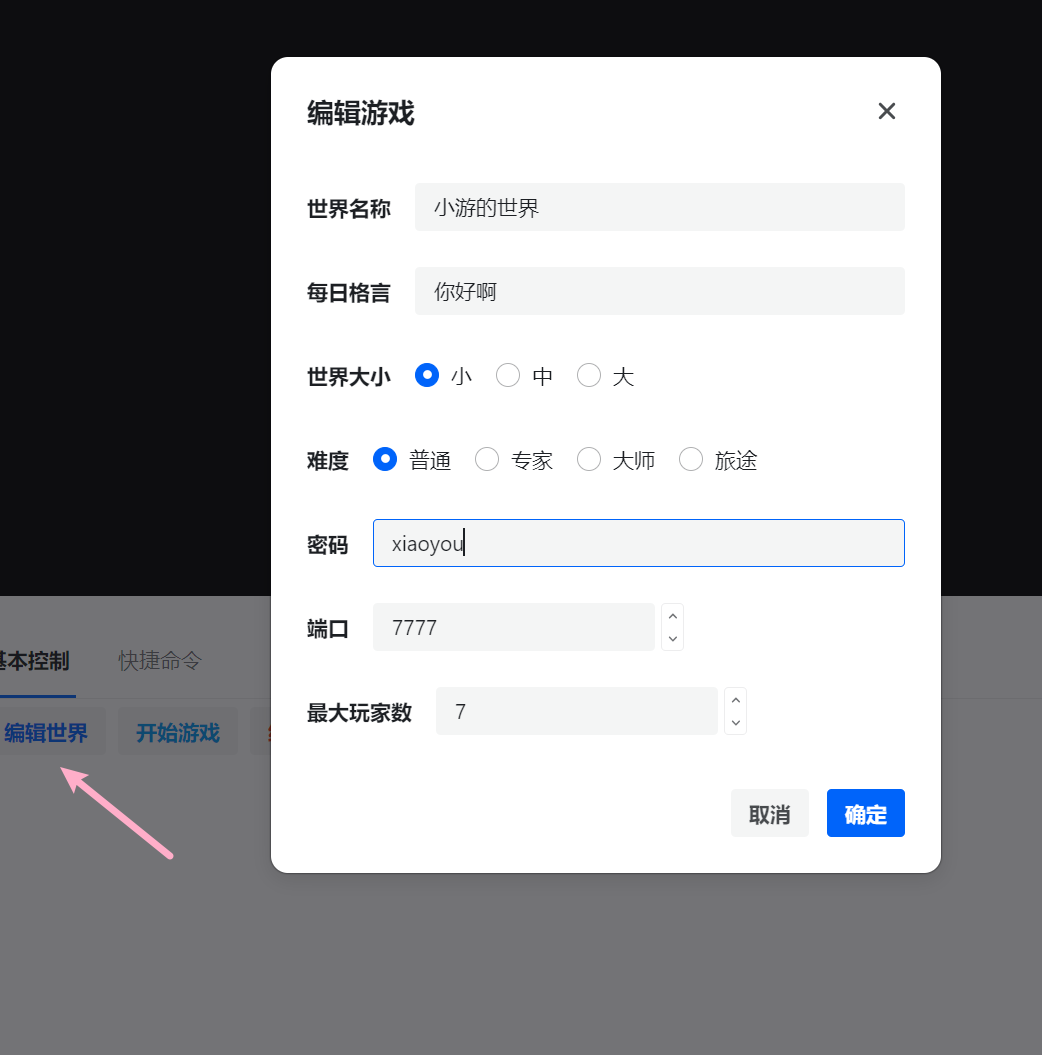 编辑游戏
世界名称 小游的世界
每日格言 你好啊
世界大小 小 中 大
难度 普通 专家 大师 旅途
密码 xiaoyou
端口 7777
最大玩家数 7
取消 确定
基本控制 快捷命令
编辑世界 开始游戏